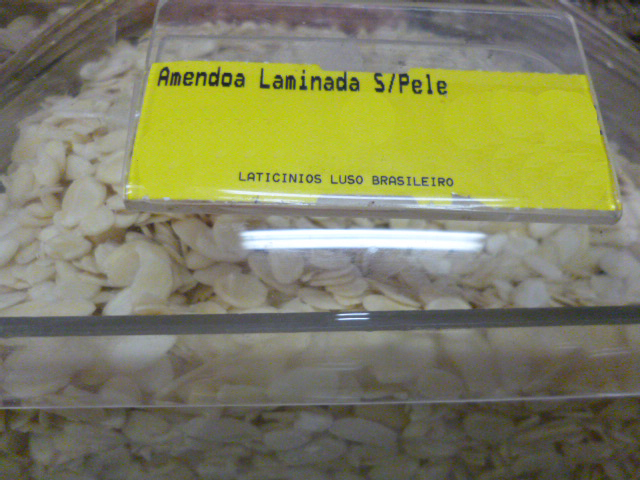 Amendoa Laminada S/Pele
LATICINIOS LUSO BRASILEIRO